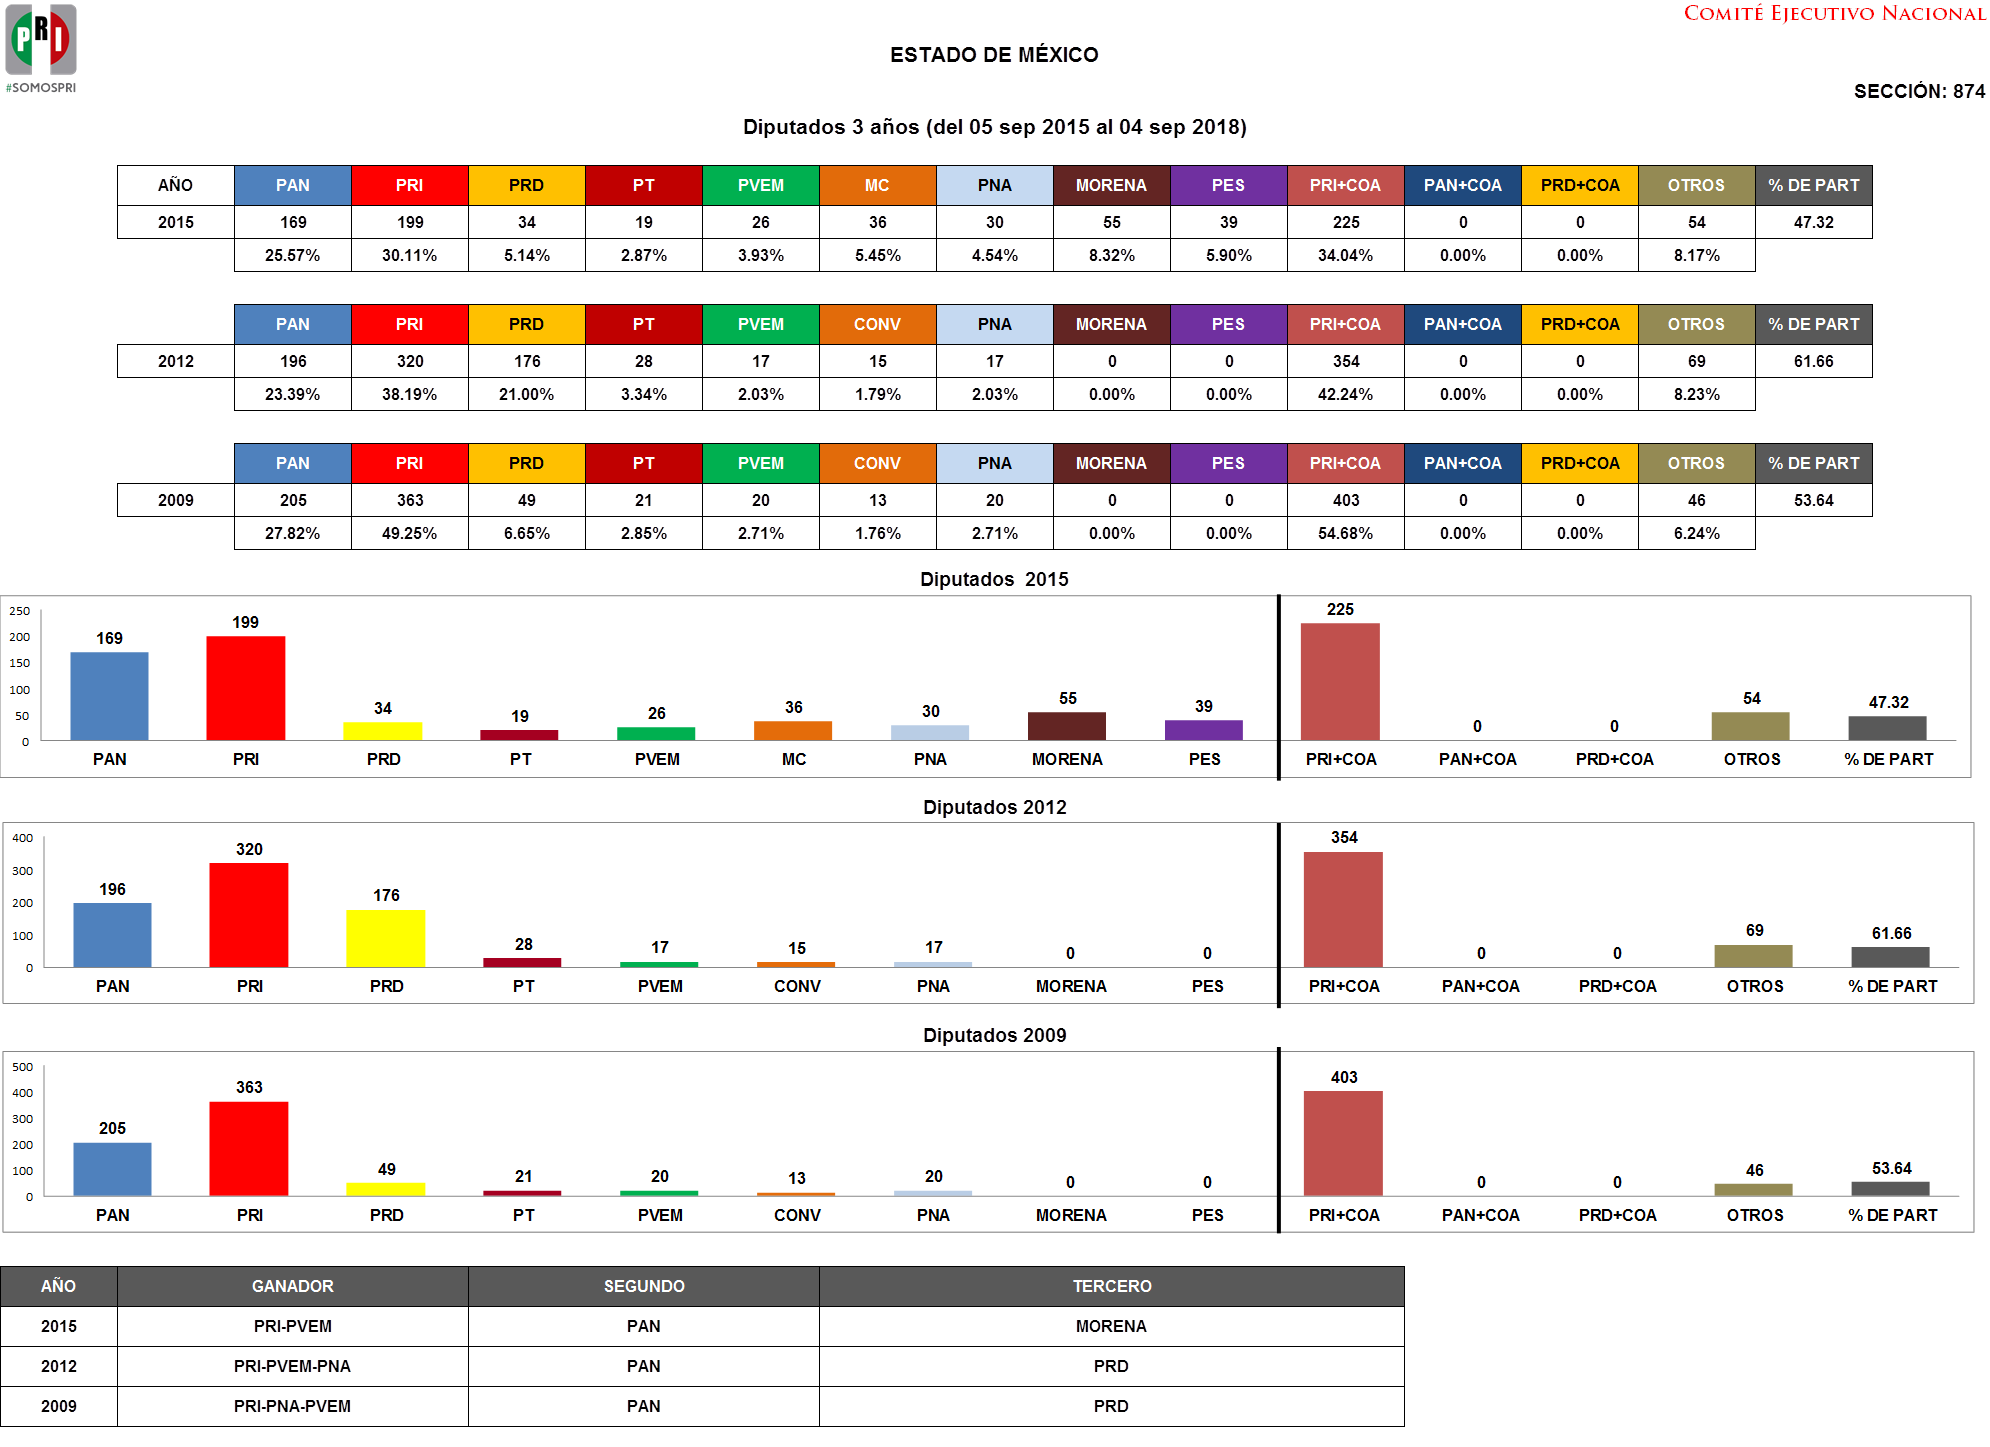 PRI
#SOMOSPRI
COMITÉ EJECUTIVO NACIONAL
ESTADO DE MÉXICO
SECCIÓN: 874
Diputados 3 años (del 05 sep 2015 al 04 sep 2018)
AÑO PAN PRI PRD PT PVEM MC PNA MORENA PES PRI+COA PAN+COA PRD+COA OTROS % DE PART
2015 169 199 34 19 26 36 30 55 39 225 0 0 54 47.32
25.57% 30.11% 5.14% 2.87% 3.93% 5.45% 4.54% 8.32% 5.90% 34.04% 0.00% 0.00% 8.17%
PAN PRI PRD PT PVEM CONV PNA MORENA PES PRI+COA PAN+COA PRD+COA OTROS % DE PART
2012 196 320 176 28 17 15 17 0 0 354 0 0 69 61.66
23.39% 38.19% 21.00% 3.34% 2.03% 1.79% 2.03% 0.00% 0.00% 42.24% 0.00% 0.00% 8.23%
PAN PRI PRD PT PVEM CONV PNA MORENA PES PRI+COA PAN+COA PRD+COA OTROS % DE PART
2009 205 363 49 21 20 13 20 0 0 403 0 0 46 53.64
27.82% 49.25% 6.65% 2.85% 2.71% 1.76% 2.71% 0.00% 0.00% 54.68% 0.00% 0.00% 6.24%
Diputados 2015
250
200
150
100
50
0
169 199 34 19 26 36 30 55 39 225 0 0 54 47.32
PAN PRI PRD PT PVEM MC PNA MORENA PES PRI+COA PAN+COA PRD+COA OTROS % DE PART
Diputados 2012
400
300
200
100
0
196 320 176 28 17 15 17 0 0 354 0 0 69 61.66
PAN PRI PRD PT PVEM CONV PNA MORENA PES PRI+COA PAN+COA PRD+COA OTROS % DE PART
Diputados 2009
500
400
300
200
100
0
205 363 49 21 20 13 20 0 0 403 0 0 46 53.64
PAN PRI PRD PT PVEM CONV PNA MORENA PES PRI+COA PAN+COA PRD+COA OTROS % DE PART
AÑO GANADOR SEGUNDO TERCERO
2015 PRI-PVEM PAN MORENA
2012 PRI-PVEM-PNA PAN PRD
2009 PRI-PNA-PVEM PAN PRD